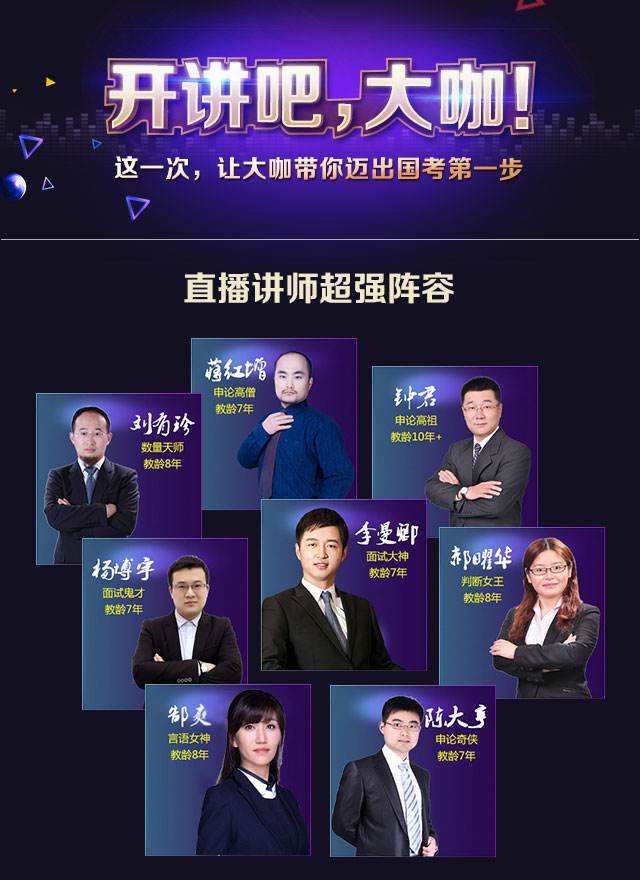 开讲吧，大咖！
这一次，让大咖带你迈出国考第一步
直播讲师超强阵容
蒋红增
申论高僧
教龄7年
钟君
申论高祖
教龄10年+
刘有珍
数量天师
教龄8年
李曼卿
面试大神
教龄7年
杨博宇
面试鬼才
教龄7年
郝曜华
判断女王
教龄8年
郜爽
言语女神
教龄8年
陈大亨
申论奇侠
教龄7年